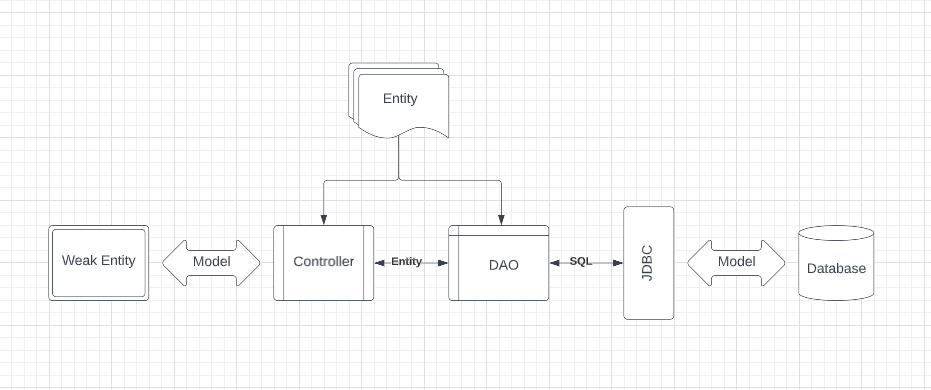 Entity
Weak Entity
Model
Controller
Entity
DAO
SQL
JDBC
Model
Database